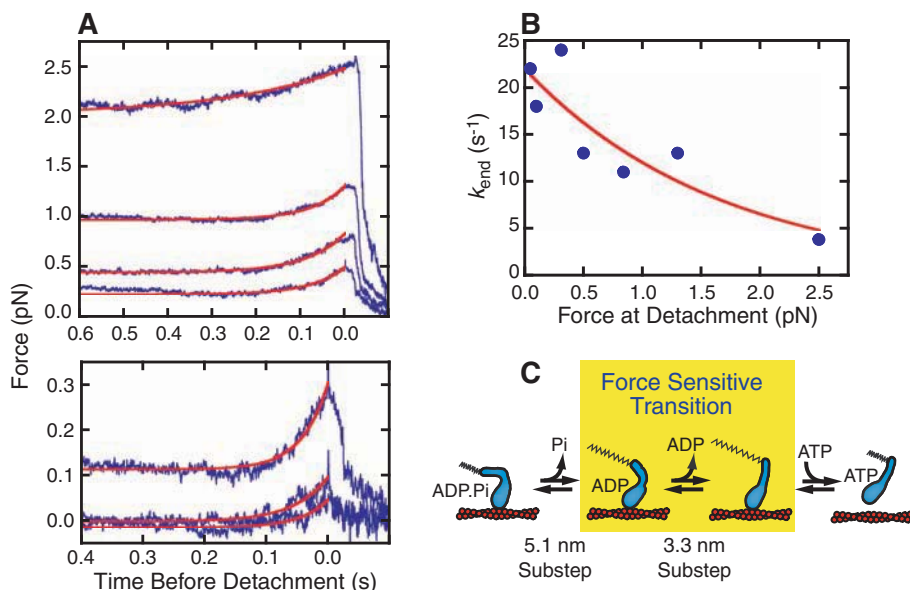 A
Force (pN)
2.5
2.0
1.5
1.0
0.5
0.0
0.6 0.5 0.4 0.3 0.2 0.1 0.0
0.3
0.2
0.1
0.0
0.4 0.3 0.2 0.1 0.0
Time Before Detachment (s)
B
kend (s-1)
25
20
15
10
5
0
0.0 0.5 1.0 1.5 2.0 2.5
Force at Detachment (pN)
C
Force Sensitive
Transition
Pi ADP ATP
ADP.Pi ADP ATP
5.1 nm 3.3 nm
Substep Substep